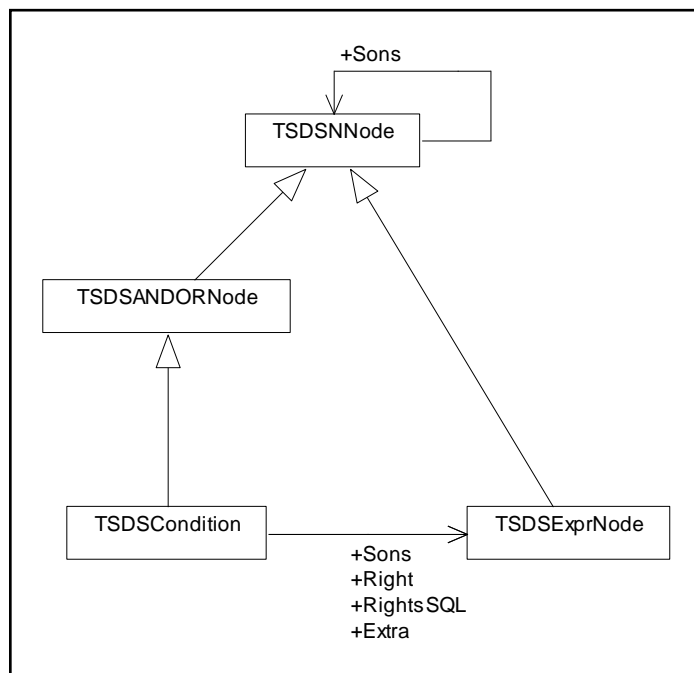 +Sons
TSDSNNode
TSDSANDORNode
TSDSCondition
TSDSExprNode
+Sons
+Right
+RightsSQL
+Extra